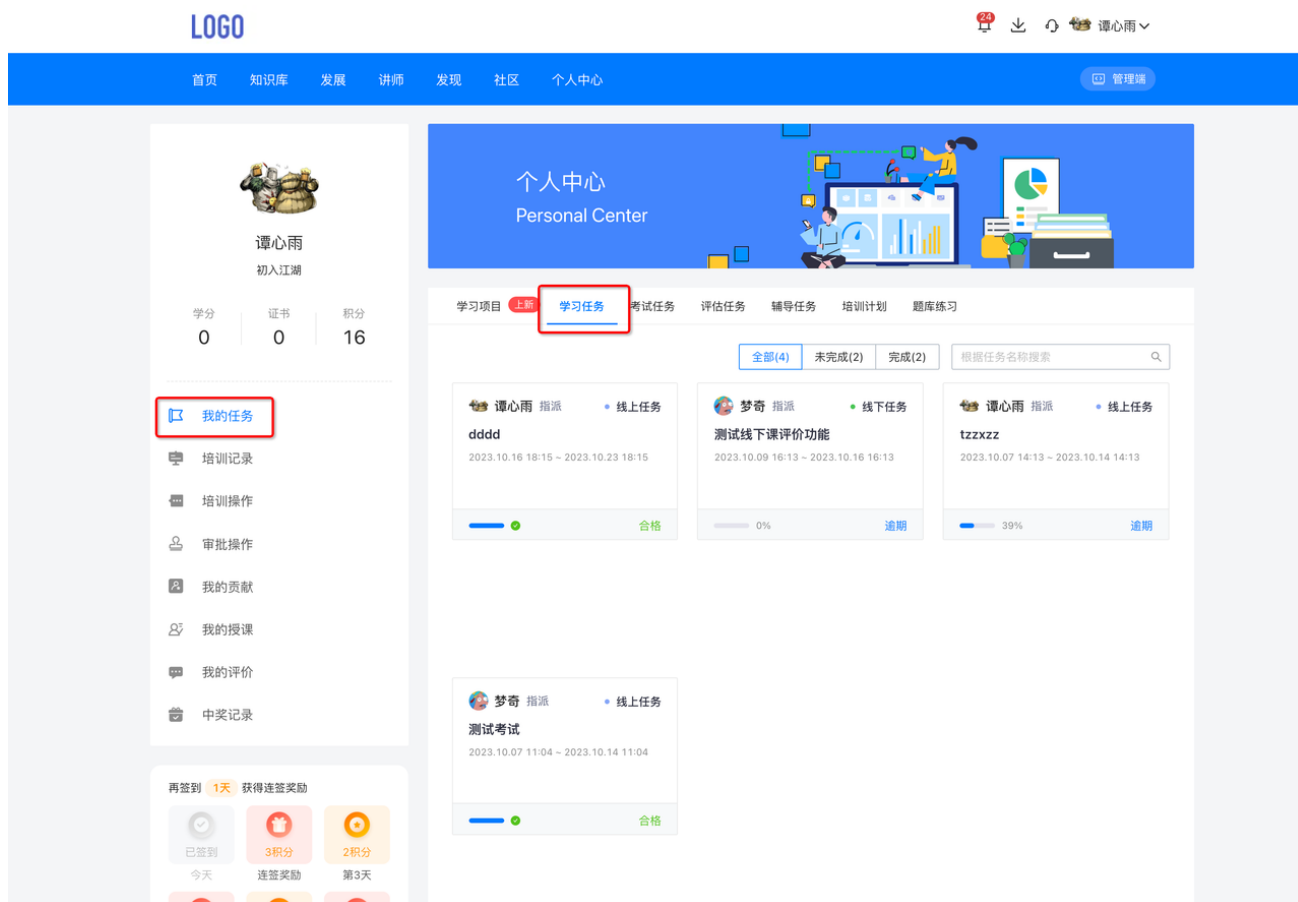 LOGO
24
谭心雨
首页 知识库 发展 讲师 发现 社区 个人中心
管理端
谭心雨
初入江湖
学分 证书 积分
0 0 16
我的任务
培训记录
培训操作
审批操作
我的贡献
我的授课
我的评价
中奖记录
再签到 1天 获得连签奖励
已签到 3积分 2积分
今天 连签奖励 第3天
个人中心
Personal Center
学习项目 上新 学习任务 考试任务 评估任务 辅导任务 培训计划 题库练习
全部(4) 未完成(2) 完成(2) 根据任务名称搜索
谭心雨 指派 线上任务
dddd
2023.10.16 18:15 ~ 2023.10.23 18:15
合格
梦奇 指派 线下任务
测试线下课评价功能
2023.10.09 16:13 ~ 2023.10.16 16:13
0% 逾期
谭心雨 指派 线上任务
tzzxzz
2023.10.07 14:13 ~ 2023.10.14 14:13
39% 逾期
梦奇 指派 线上任务
测试考试
2023.10.07 11:04 ~ 2023.10.14 11:04
合格